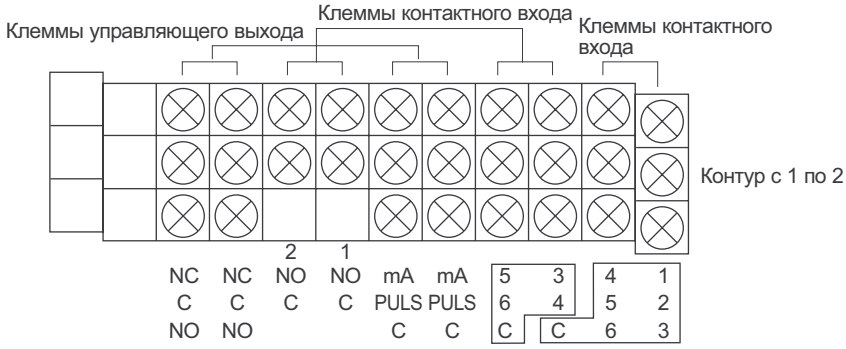 Клеммы контактного входа
Клеммы управляющего выхода
Клеммы контактного
входа
Контур с 1 по 2
2 1
NC NC NO NO mA mA 5 3 4 1
C C C C PULS PULS 6 4 5 2
NO NO C C C C 6 3